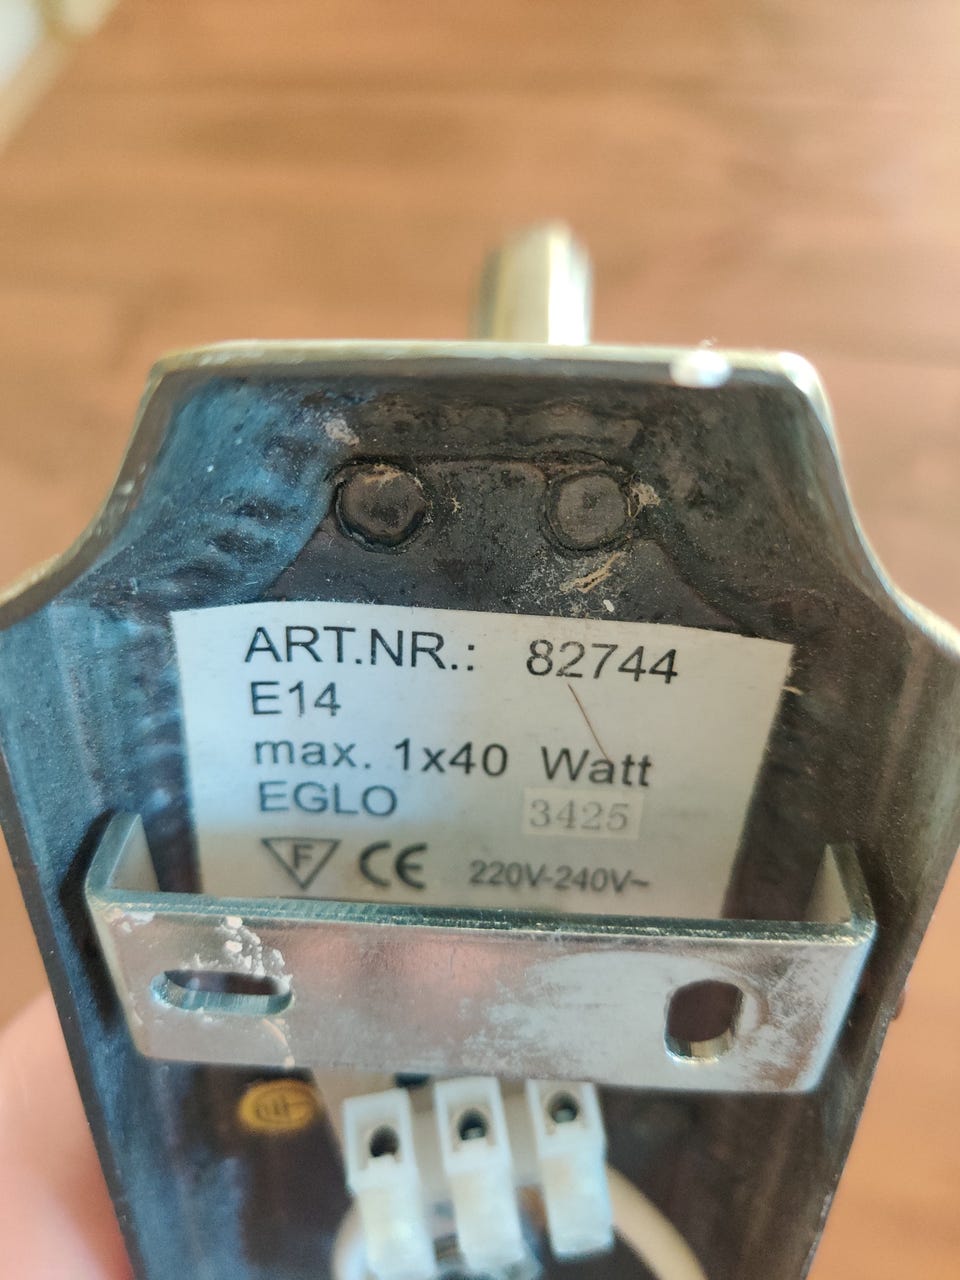 ART.NR.: 82744
E14
max. 1x40 Watt
EGLO 3425
F CE 220V-240V~